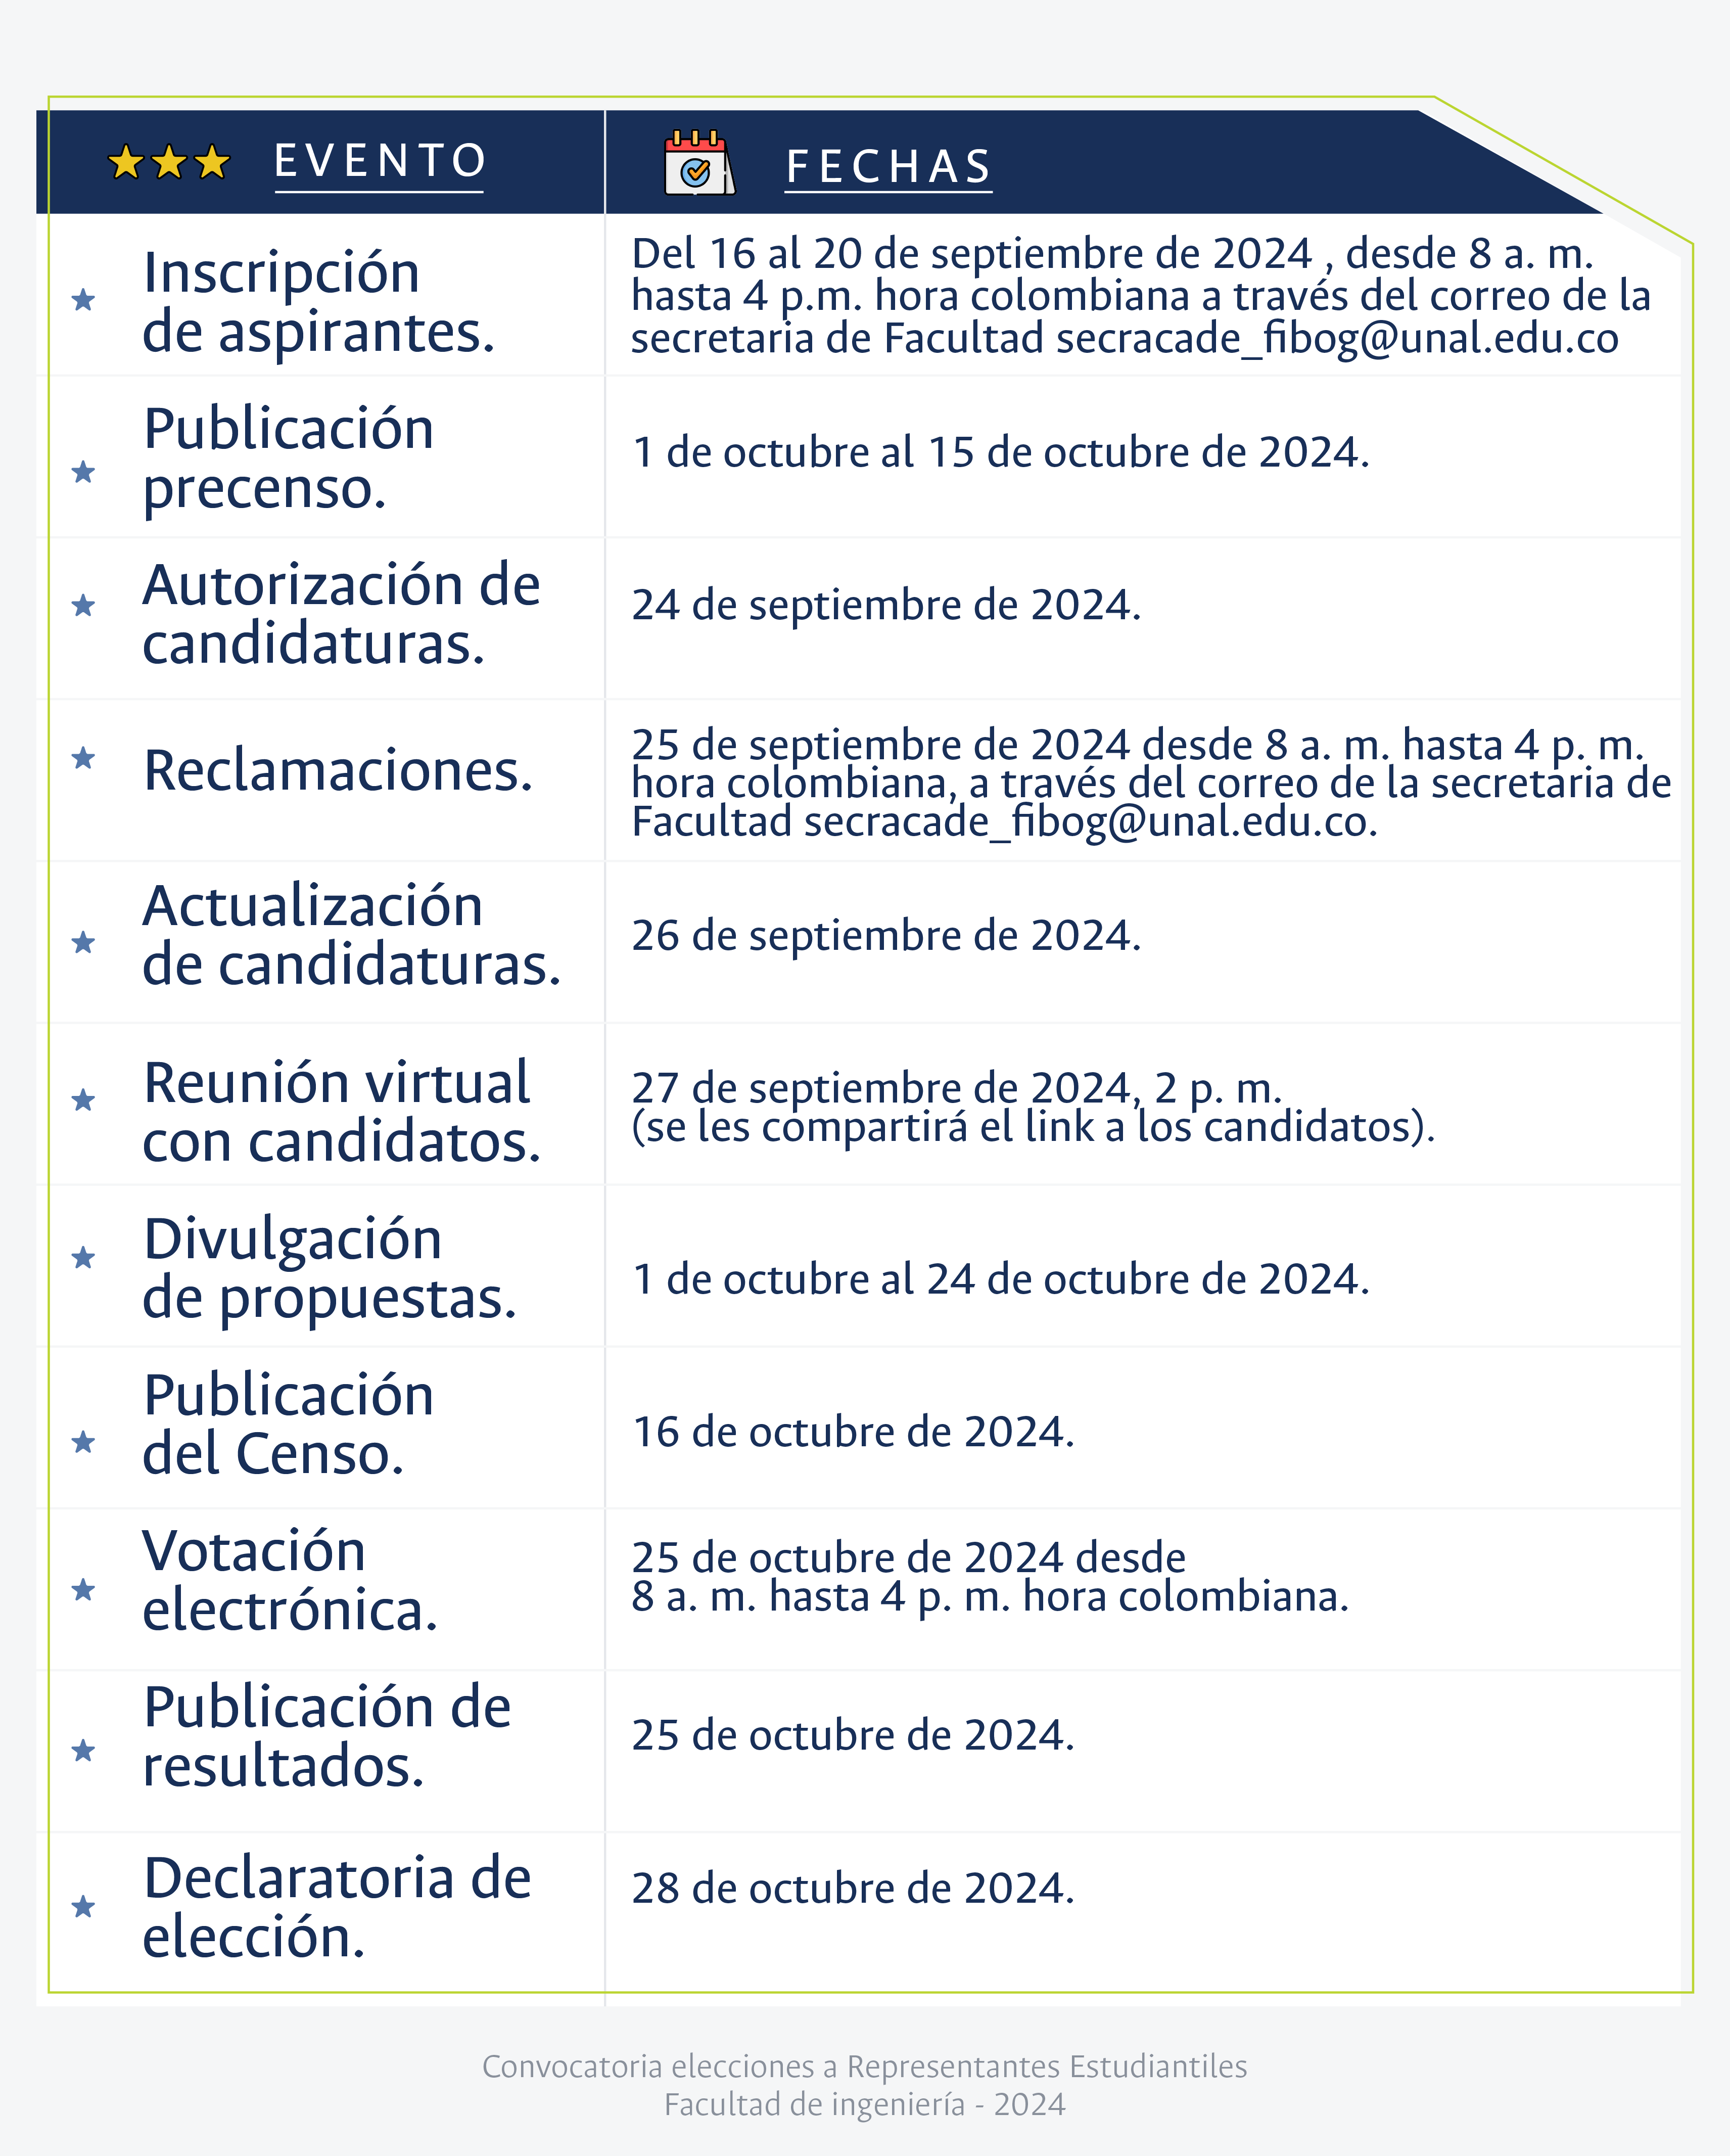 EVENTO
FECHAS
Inscripción
de aspirantes.
Del 16 al 20 de septiembre de 2024 , desde 8 a. m.
hasta 4 p.m. hora colombiana a través del correo de la
secretaria de Facultad secracade_fibog@unal.edu.co
Publicación
precenso.
1 de octubre al 15 de octubre de 2024.
Autorización de
candidaturas.
24 de septiembre de 2024.
Reclamaciones.
25 de septiembre de 2024 desde 8 a. m. hasta 4 p. m.
hora colombiana, a través del correo de la secretaria de
Facultad secracade_fibog@unal.edu.co.
Actualización
de candidaturas.
26 de septiembre de 2024.
Reunión virtual
con candidatos.
27 de septiembre de 2024, 2 p. m.
(se les compartirá el link a los candidatos).
Divulgación
de propuestas.
1 de octubre al 24 de octubre de 2024.
Publicación
del Censo.
16 de octubre de 2024.
Votación
electrónica.
25 de octubre de 2024 desde
8 a. m. hasta 4 p. m. hora colombiana.
Publicación de
resultados.
25 de octubre de 2024.
Declaratoria de
elección.
28 de octubre de 2024.
Convocatoria elecciones a Representantes Estudiantiles
Facultad de ingeniería - 2024